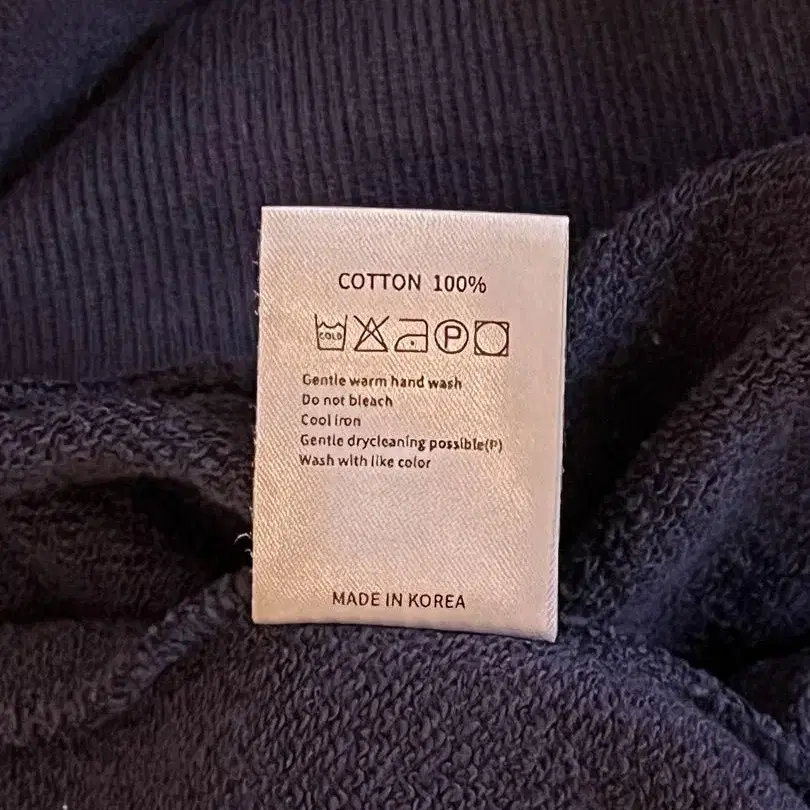 COTTON 100%
COLD P
Gentle warm hand wash
Do not bleach
Cool iron
Gentle drycleaning possible(P)
Wash with like color
MADE IN KOREA